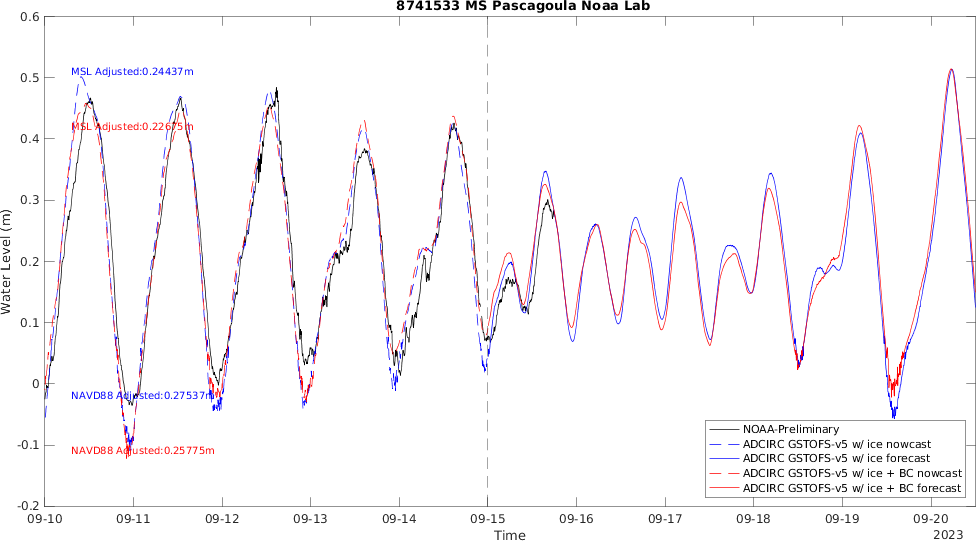 8741533 MS Pascagoula Noaa Lab
Water Level (m)
0.6
0.5
0.4
0.3
0.2
0.1
0
-0.1
-0.2
MSL Adjusted:0.24437m
MSL Adjusted:0.22675m
NAVD88 Adjusted:0.27537m
NAVD88 Adjusted:0.25775m
NOAA-Preliminary
ADCIRC GSTOFS-v5 w/ ice nowcast
ADCIRC GSTOFS-v5 w/ ice forecast
ADCIRC GSTOFS-v5 w/ ice + BC nowcast
ADCIRC GSTOFS-v5 w/ ice + BC forecast
09-10 09-11 09-12 09-13 09-14 09-15 09-16 09-17 09-18 09-19 09-20
Time
2023